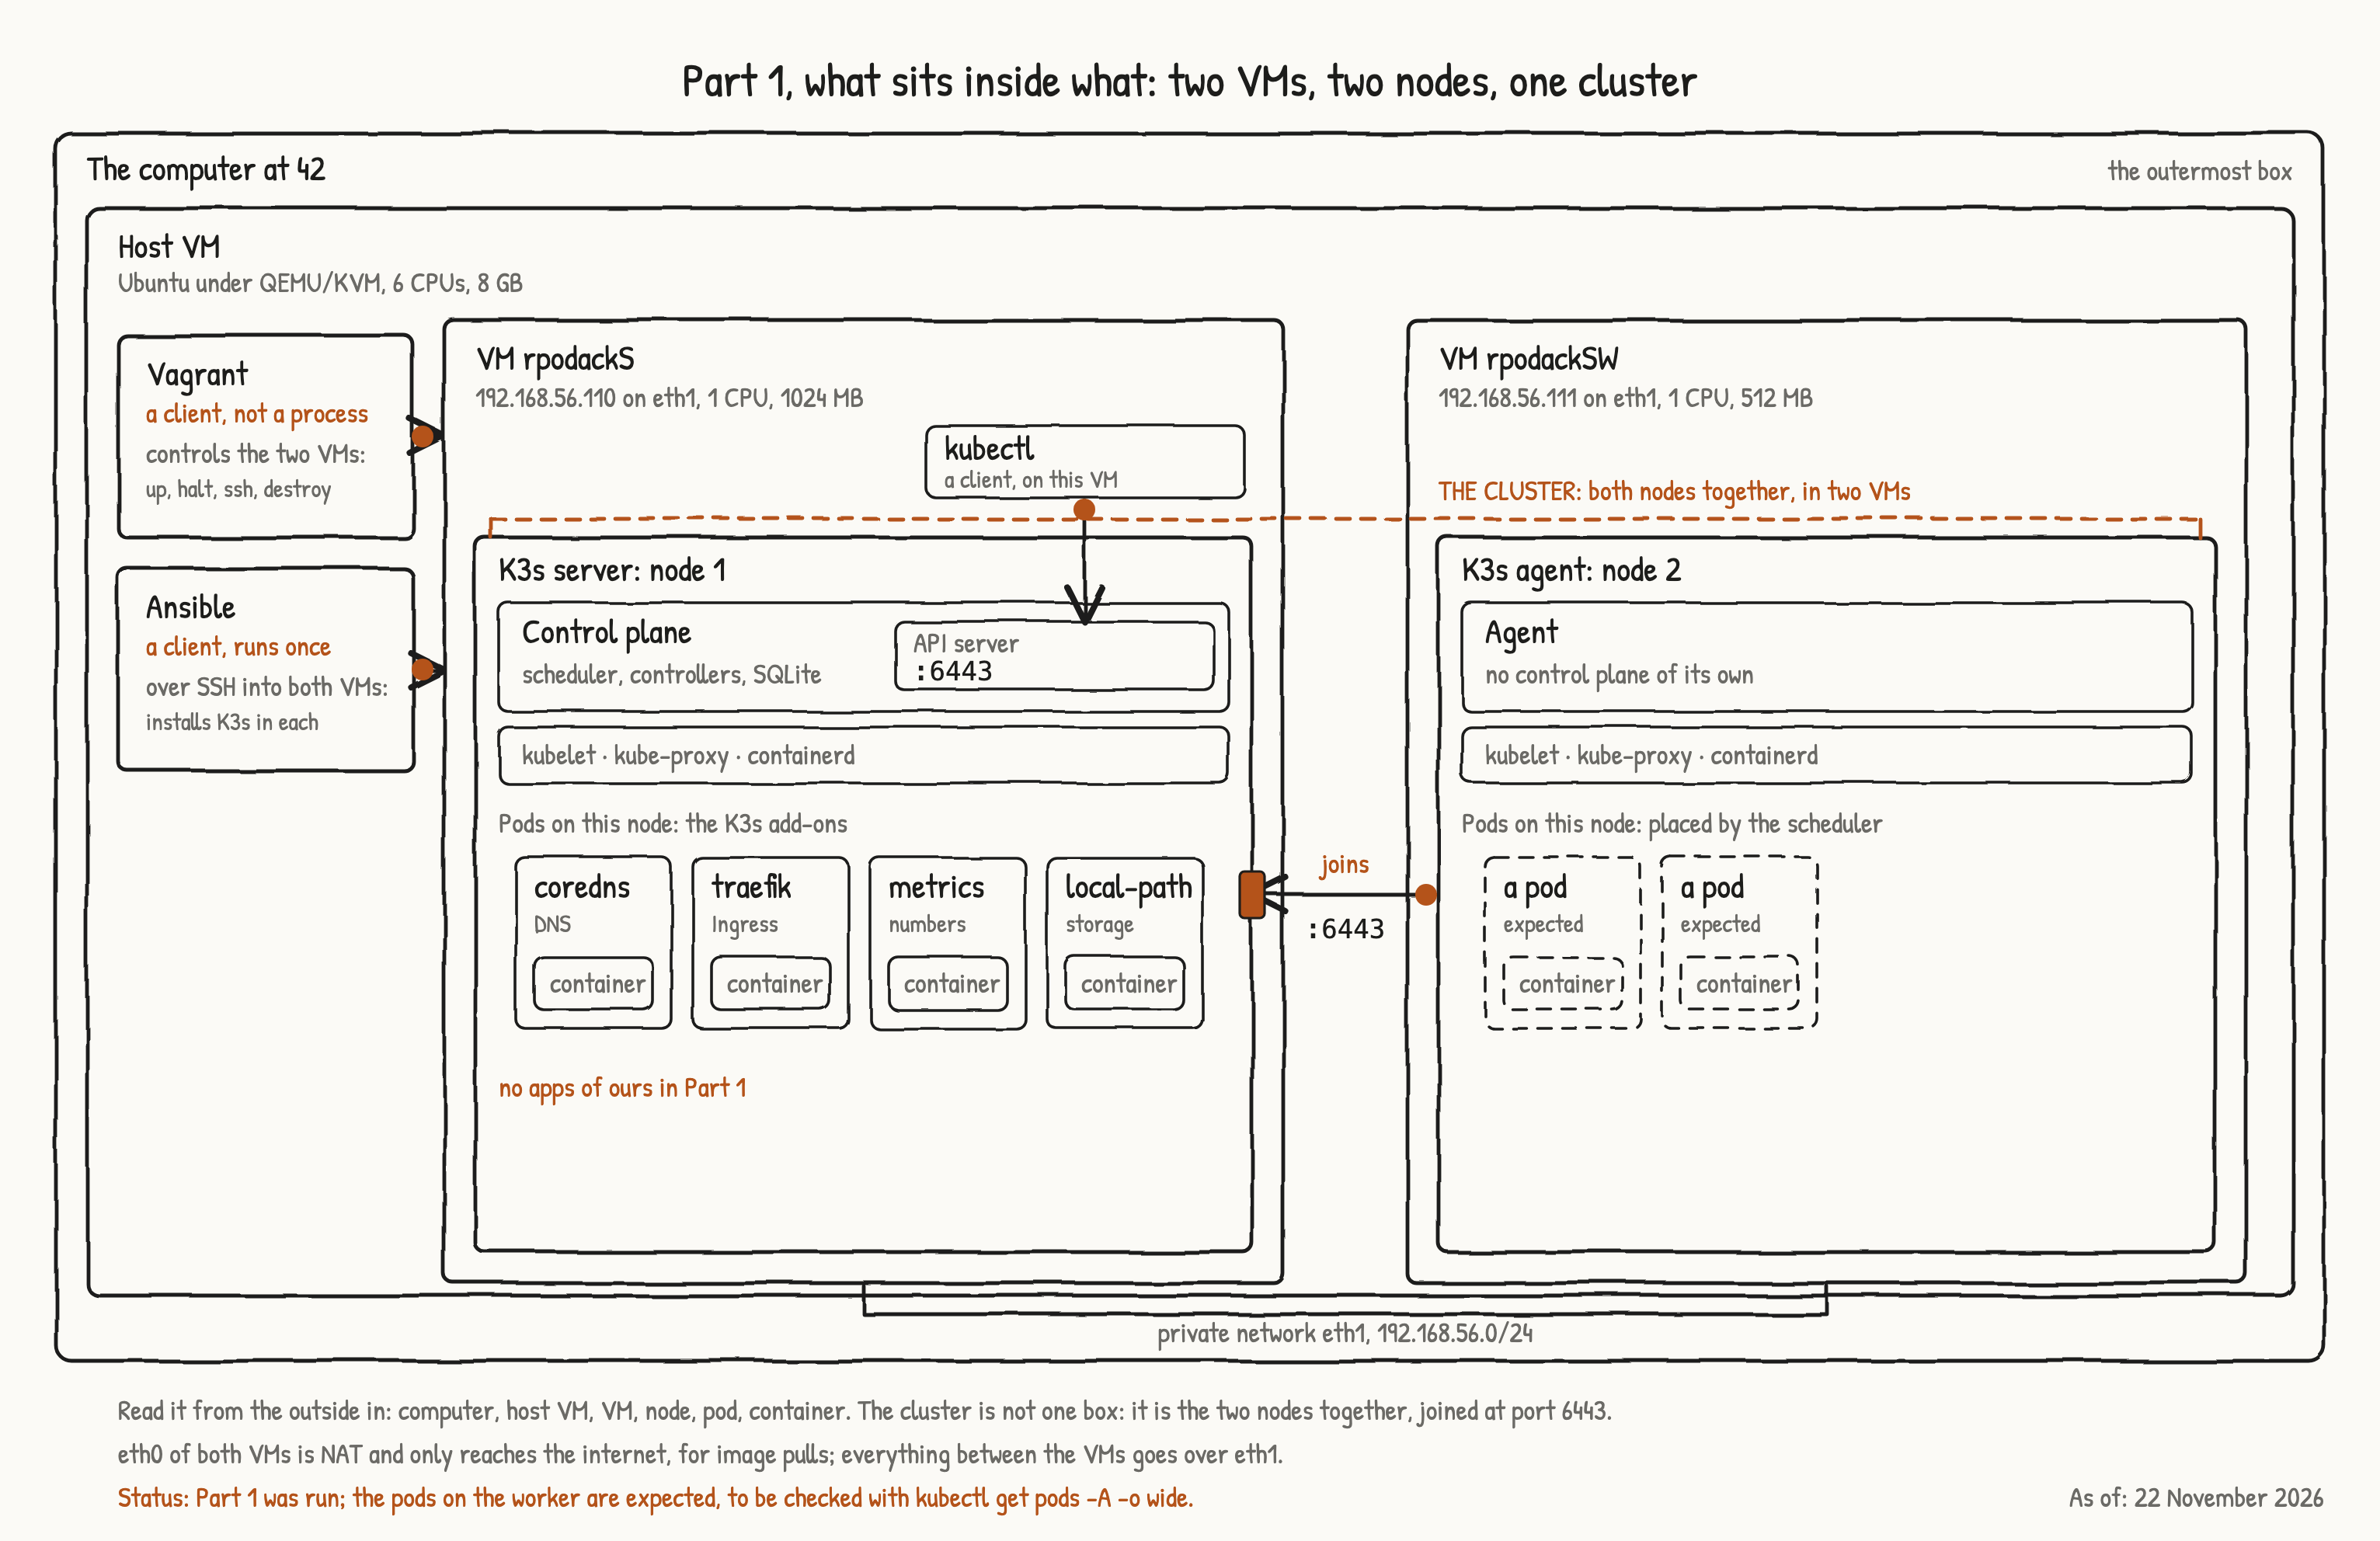 Part 1, what sits inside what: two VMs, two nodes, one cluster
The computer at 42
the outermost box
Host VM
Ubuntu under QEMU/KVM, 6 CPUs, 8 GB
Vagrant
a client, not a process
controls the two VMs:
up, halt, ssh, destroy
Ansible
a client, runs once
over SSH into both VMs:
installs K3s in each
VM rpodackS
192.168.56.110 on eth1, 1 CPU, 1024 MB
kubectl
a client, on this VM
K3s server: node 1
Control plane
scheduler, controllers, SQLite
API server
:6443
kubelet · kube-proxy · containerd
Pods on this node: the K3s add-ons
coredns
DNS
container
traefik
Ingress
container
metrics
numbers
container
local-path
storage
container
no apps of ours in Part 1
joins
:6443
VM rpodackSW
192.168.56.111 on eth1, 1 CPU, 512 MB
THE CLUSTER: both nodes together, in two VMs
K3s agent: node 2
Agent
no control plane of its own
kubelet · kube-proxy · containerd
Pods on this node: placed by the scheduler
a pod
expected
container
a pod
expected
container
private network eth1, 192.168.56.0/24
Read it from the outside in: computer, host VM, VM, node, pod, container. The cluster is not one box: it is the two nodes together, joined at port 6443.
eth0 of both VMs is NAT and only reaches the internet, for image pulls; everything between the VMs goes over eth1.
Status: Part 1 was run; the pods on the worker are expected, to be checked with kubectl get pods -A -o wide.
As of: 22 November 2026